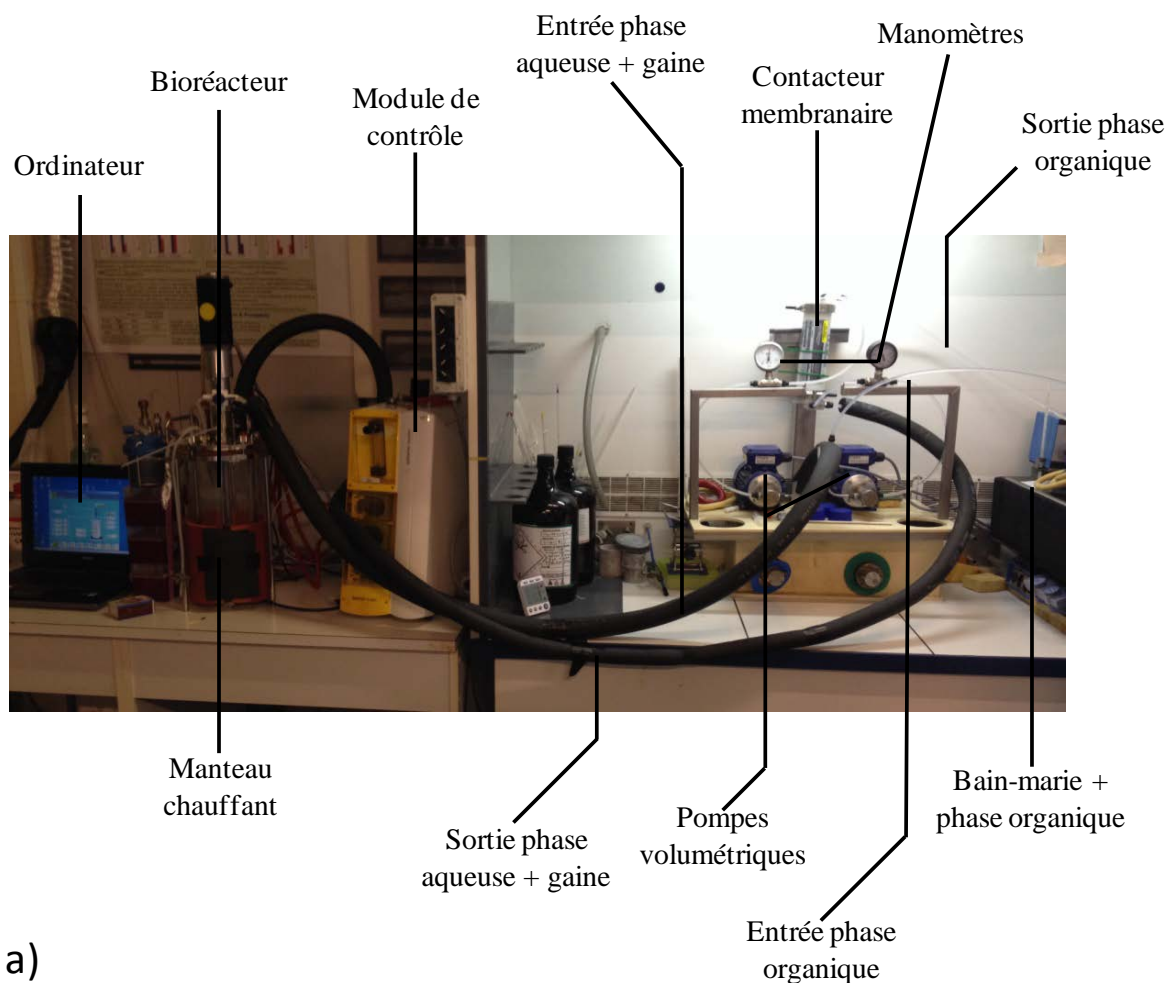 Entrée phase
aqueuse + gaine
Manomètres
Bioréacteur
Contacteur
membranaire
Module de
contrôle
Sortie phase
organique
Ordinateur
Manteau
chauffant
Sortie phase
aqueuse + gaine
Pompes
volumétriques
Bain-marie +
phase organique
Entrée phase
organique
a)